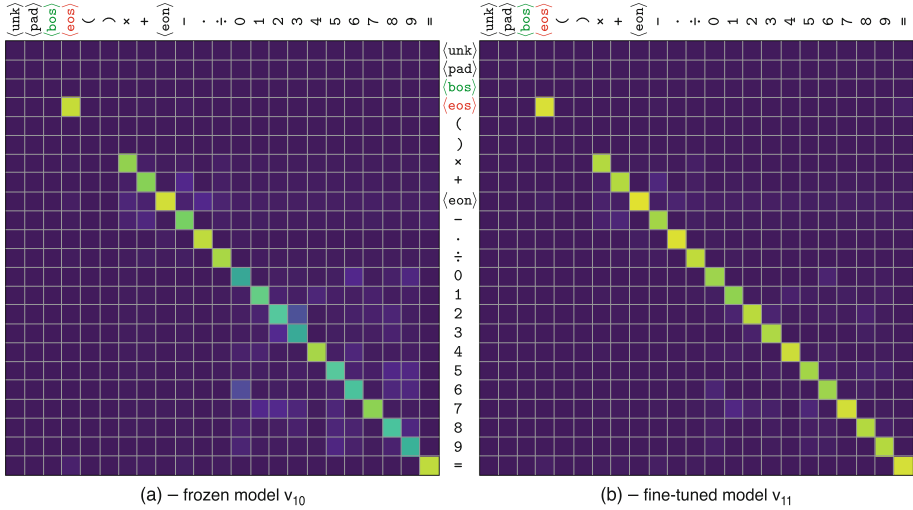 ⟨unk⟩ ⟨pad⟩ ⟨bos⟩ ⟨eos⟩ ( ) × + ⟨eon⟩ − · ÷ 0 1 2 3 4 5 6 7 8 9 =
⟨unk⟩ ⟨pad⟩ ⟨bos⟩ ⟨eos⟩ ( ) × + ⟨eon⟩ − · ÷ 0 1 2 3 4 5 6 7 8 9 =
⟨unk⟩
⟨pad⟩
⟨bos⟩
⟨eos⟩
(
)
×
+
⟨eon⟩
−
·
÷
0
1
2
3
4
5
6
7
8
9
=
(a) – frozen model v10
(b) – fine-tuned model v11